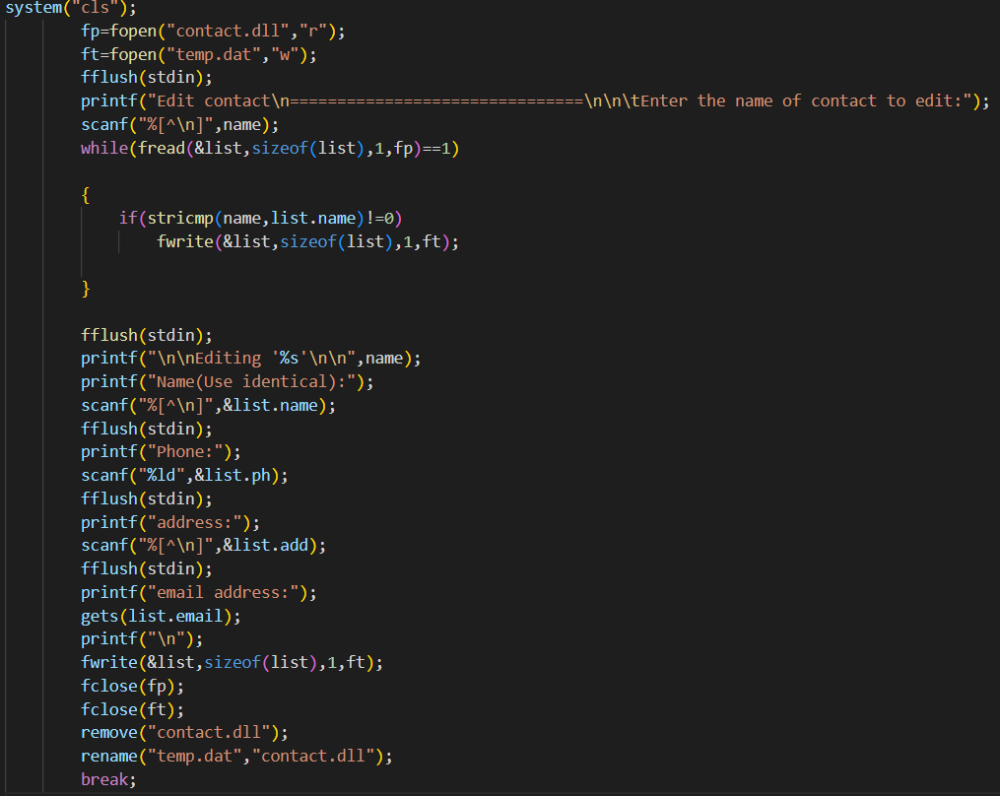 system("cls");
fp=fopen("contact.dll","r");
ft=fopen("temp.dat","w");
fflush(stdin);
printf("Edit contact\n===============================\n\n\tEnter the name of contact to edit:");
scanf("%[^\n]",name);
while(fread(&list,sizeof(list),1,fp)==1)
{
if(stricmp(name,list.name)!=0)
fwrite(&list,sizeof(list),1,ft);
}
fflush(stdin);
printf("\n\nEditing '%s'\n\n",name);
printf("Name(Use identical):");
scanf("%[^\n]",&list.name);
fflush(stdin);
printf("Phone:");
scanf("%ld",&list.ph);
fflush(stdin);
printf("address:");
scanf("%[^\n]",&list.add);
fflush(stdin);
printf("email address:");
gets(list.email);
printf("\n");
fwrite(&list,sizeof(list),1,ft);
fclose(fp);
fclose(ft);
remove("contact.dll");
rename("temp.dat","contact.dll");
break;